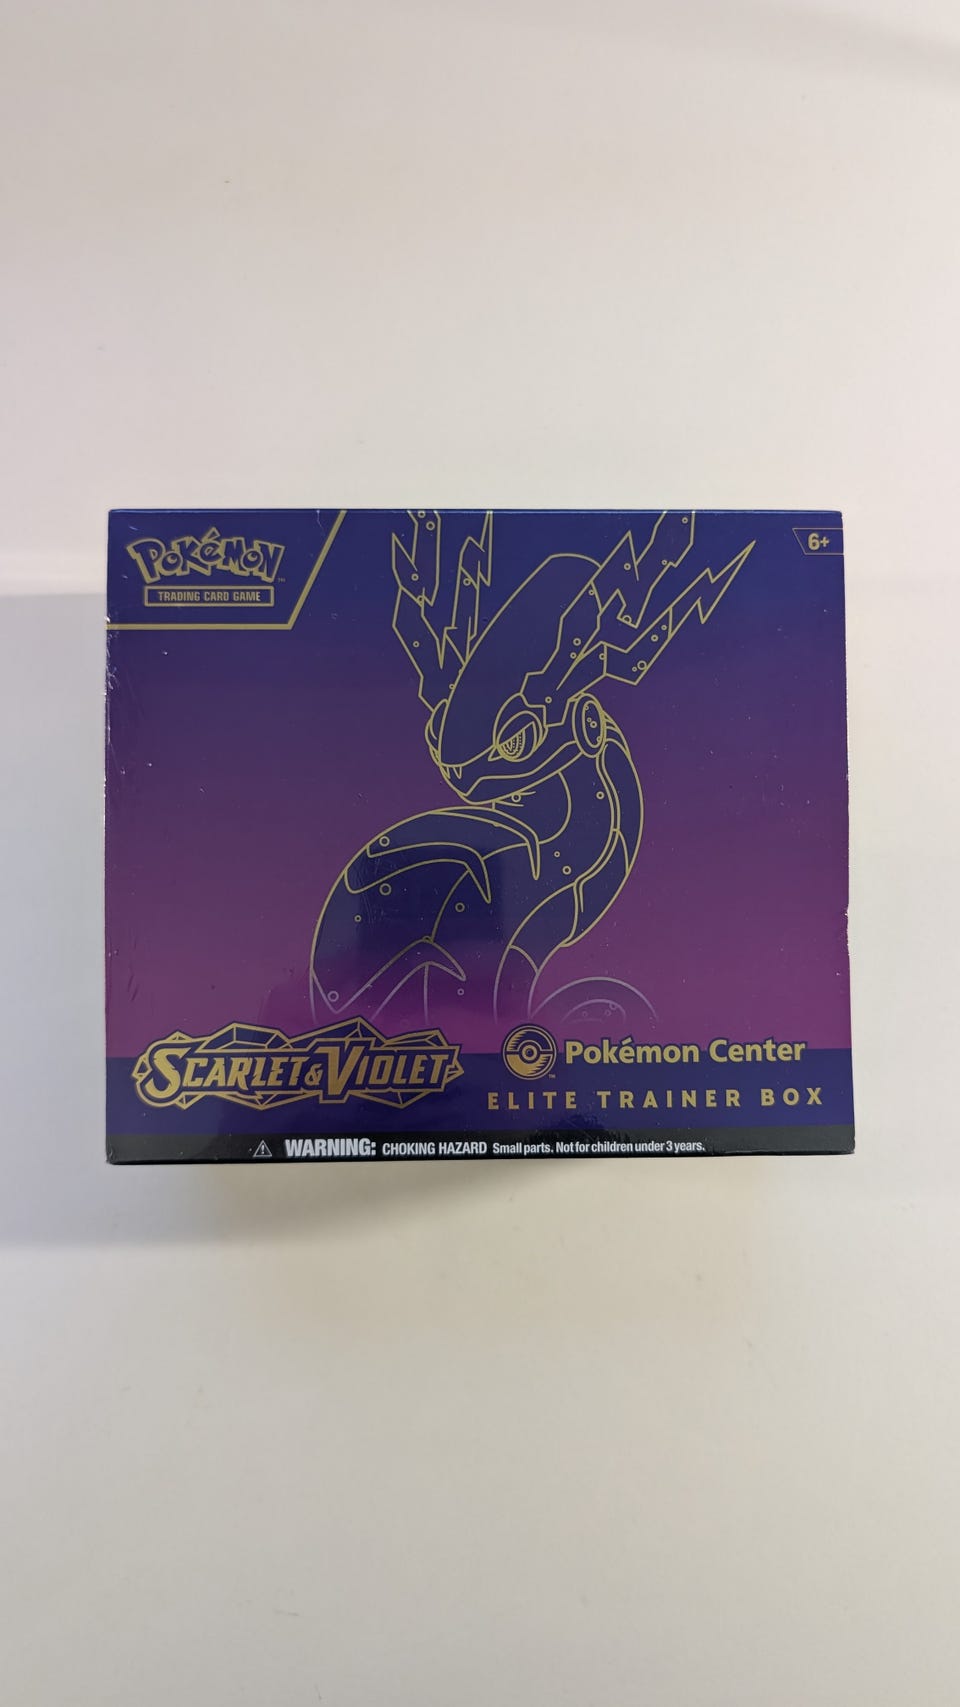 POKéMON
TRADING CARD GAME
6+
SCARLET & VIOLET
Pokémon Center
ELITE TRAINER BOX
⚠ WARNING: CHOKING HAZARD Small parts. Not for children under 3 years.